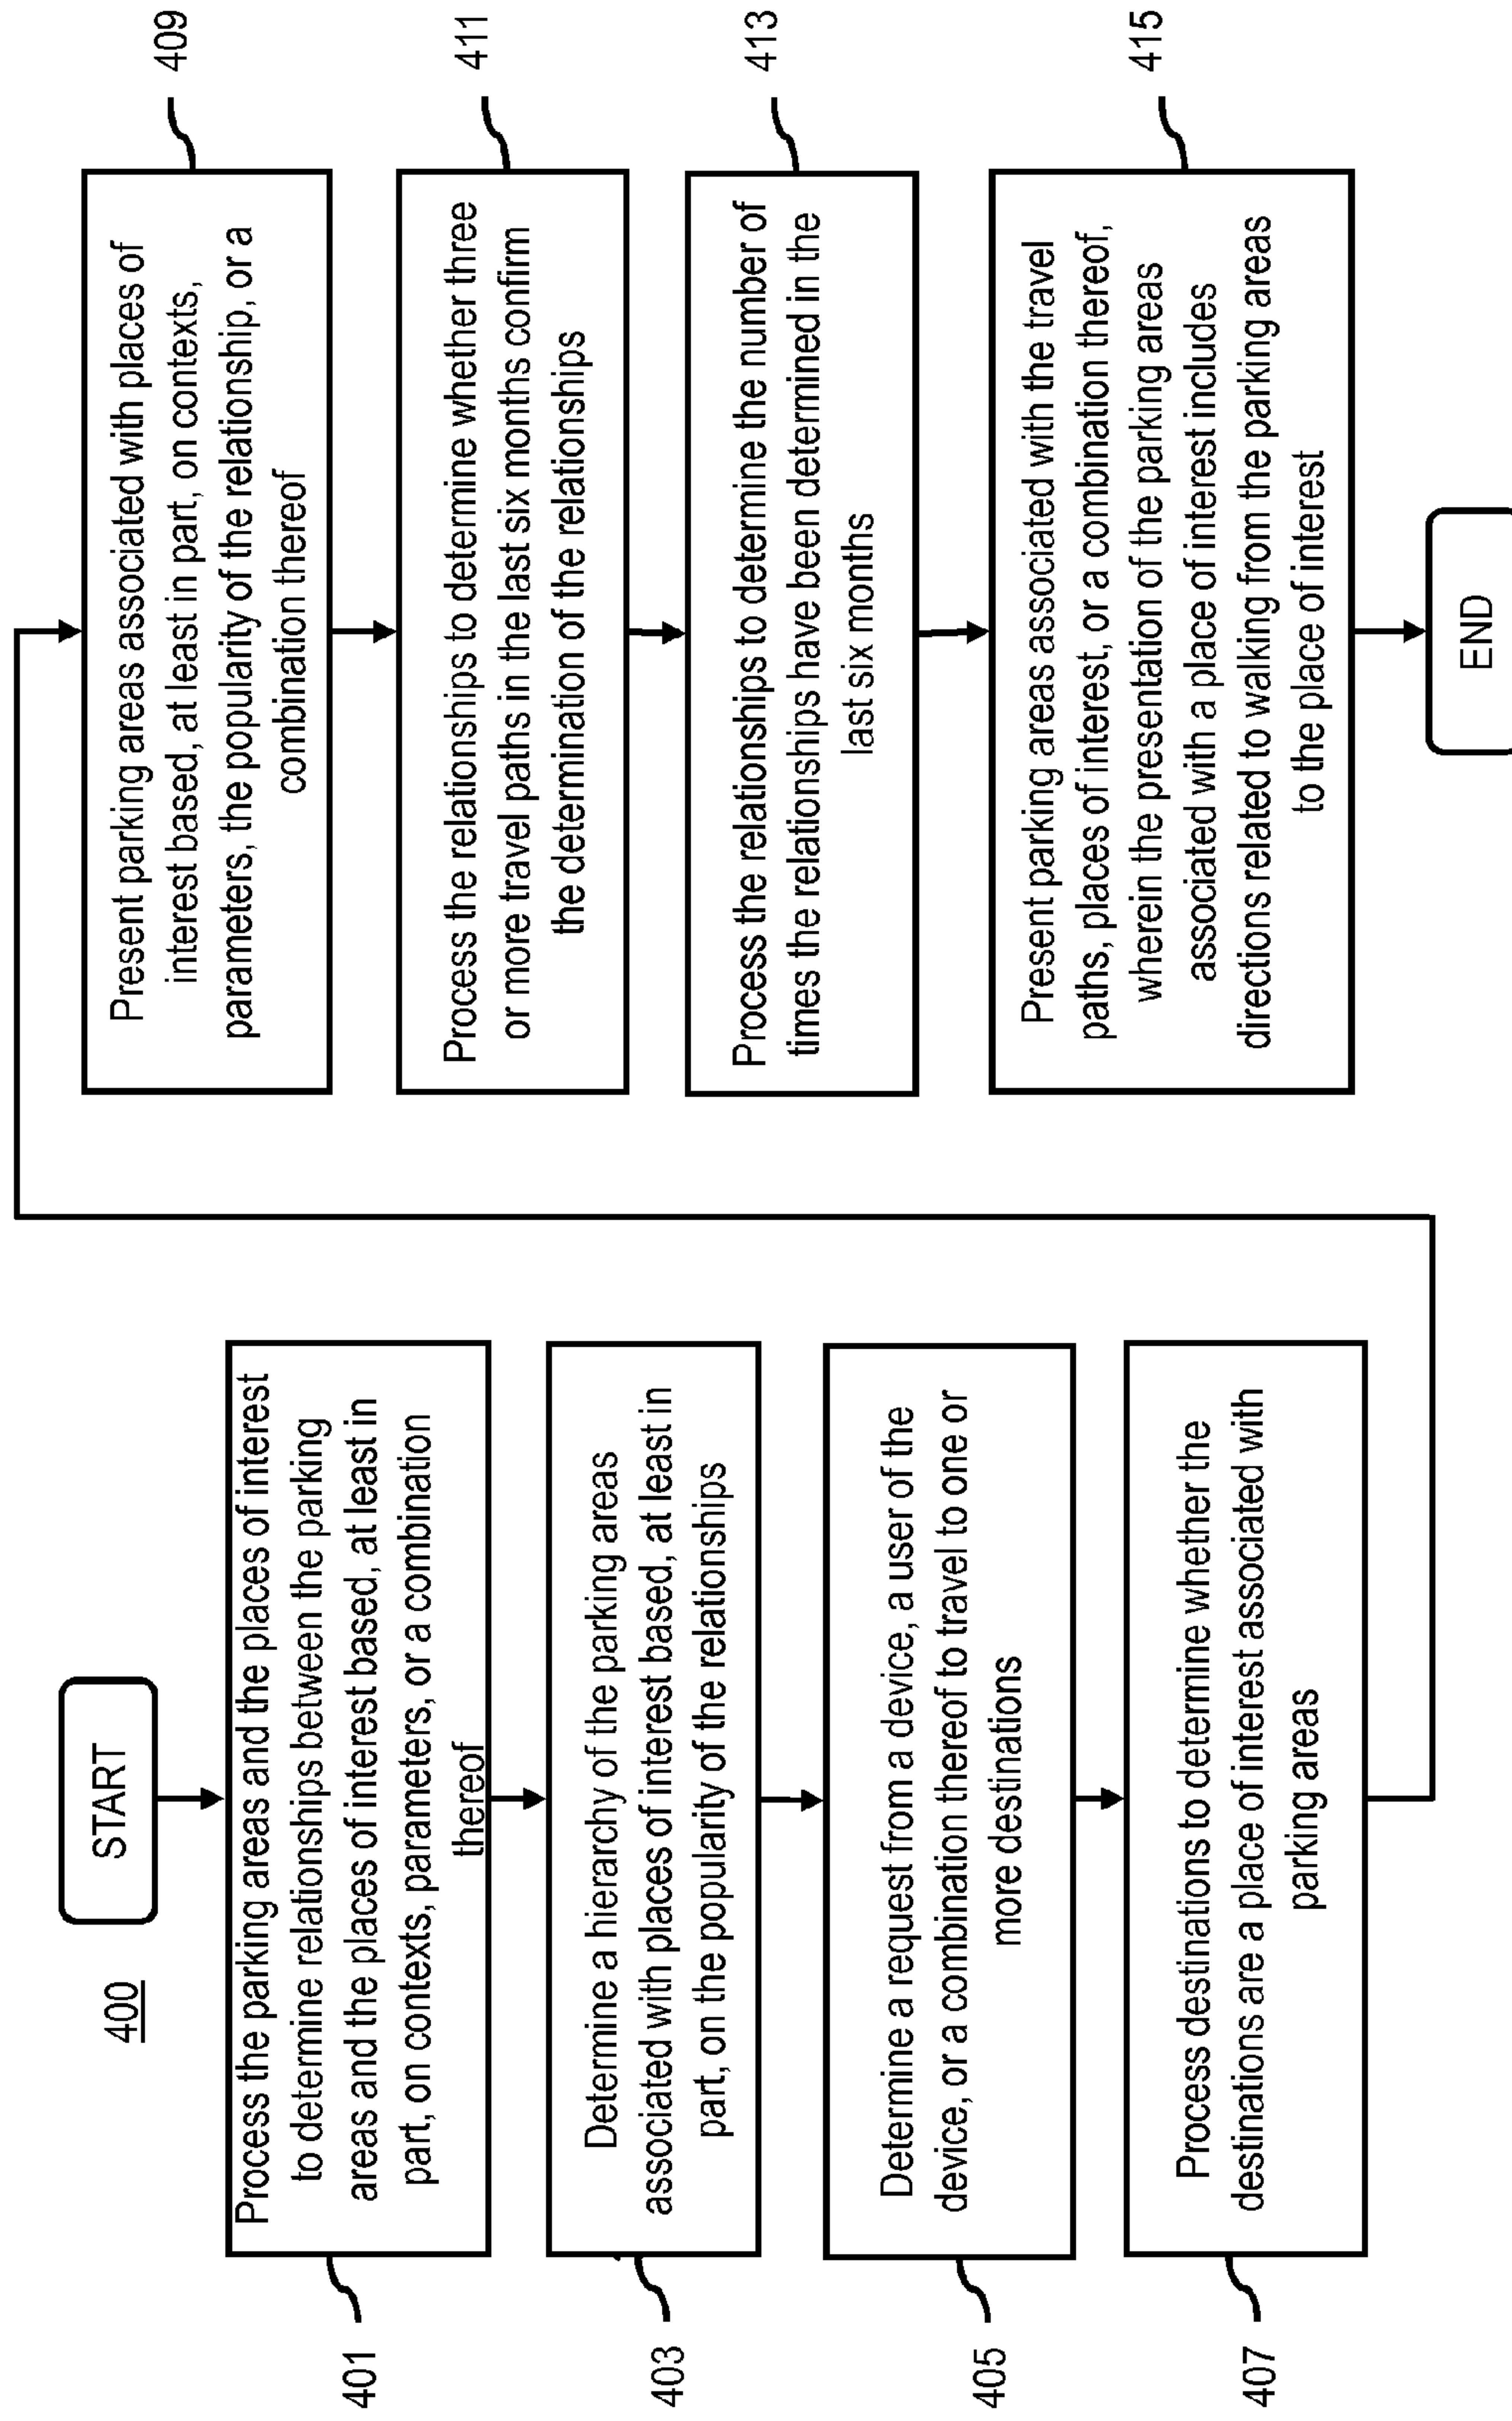 400
START
401
Process the parking areas and the places of interest
to determine relationships between the parking
areas and the places of interest based, at least in
part, on contexts, parameters, or a combination
thereof
403
Determine a hierarchy of the parking areas
associated with places of interest based, at least in
part, on the popularity of the relationships
405
Determine a request from a device, a user of the
device, or a combination thereof to travel to one or
more destinations
407
Process destinations to determine whether the
destinations are a place of interest associated with
parking areas
409
Present parking areas associated with places of
interest based, at least in part, on contexts,
parameters, the popularity of the relationship, or a
combination thereof
411
Process the relationships to determine whether three
or more travel paths in the last six months confirm
the determination of the relationships
413
Process the relationships to determine the number of
times the relationships have been determined in the
last six months
415
Present parking areas associated with the travel
paths, places of interest, or a combination thereof,
wherein the presentation of the parking areas
associated with a place of interest includes
directions related to walking from the parking areas
to the place of interest
END